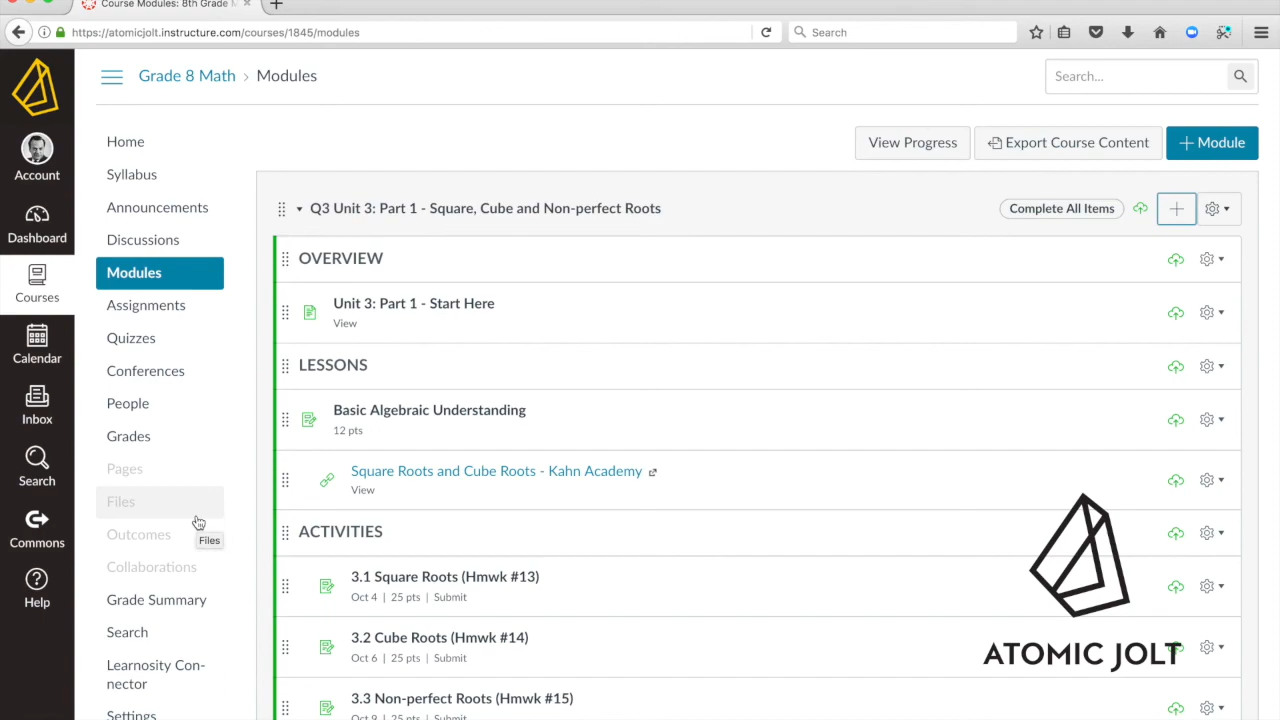 Course Modules: 8th Grade M
https://atomicjolt.instructure.com/courses/1845/modules
Search
Grade 8 Math › Modules
Search...
Account
Dashboard
Courses
Calendar
Inbox
Search
Commons
Help
Home
Syllabus
Announcements
Discussions
Modules
Assignments
Quizzes
Conferences
People
Grades
Pages
Files
Files
Outcomes
Collaborations
Grade Summary
Search
Learnosity Con-
nector
Settings
View Progress
Export Course Content
+ Module
Q3 Unit 3: Part 1 - Square, Cube and Non-perfect Roots
Complete All Items
OVERVIEW
Unit 3: Part 1 - Start Here
View
LESSONS
Basic Algebraic Understanding
12 pts
Square Roots and Cube Roots - Kahn Academy
View
ACTIVITIES
3.1 Square Roots (Hmwk #13)
Oct 4 | 25 pts | Submit
3.2 Cube Roots (Hmwk #14)
Oct 6 | 25 pts | Submit
3.3 Non-perfect Roots (Hmwk #15)
Oct 9 | 25 pts | Submit
ATOMIC JOLT